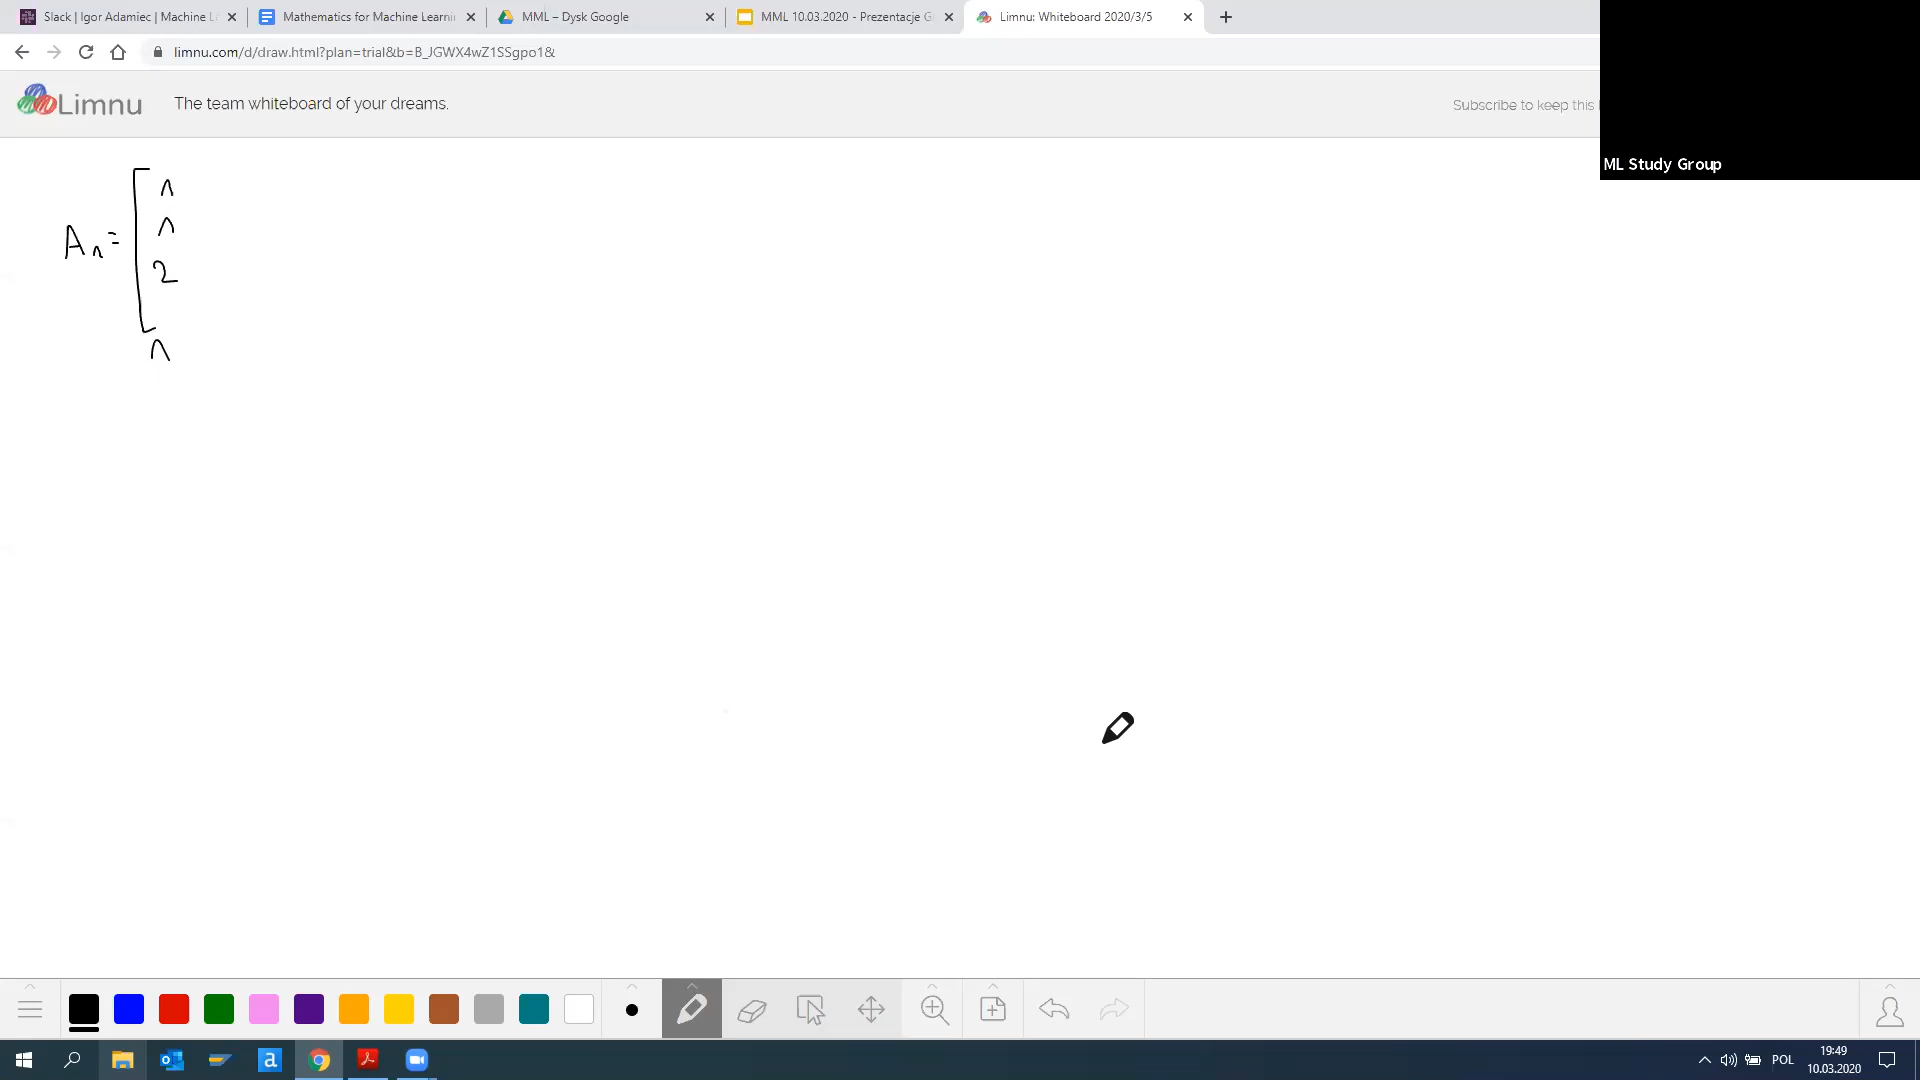 Slack | Igor Adamiec | Machine L
Mathematics for Machine Learni
MML – Dysk Google
MML 10.03.2020 - Prezentacje G
Limnu: Whiteboard 2020/3/5
limnu.com/d/draw.html?plan=trial&b=B_JGWX4wZ1SSgpo1&
Limnu
The team whiteboard of your dreams.
Subscribe to keep this
ML Study Group
1
1
A₁=
2
1
a
POL
19:49
10.03.2020